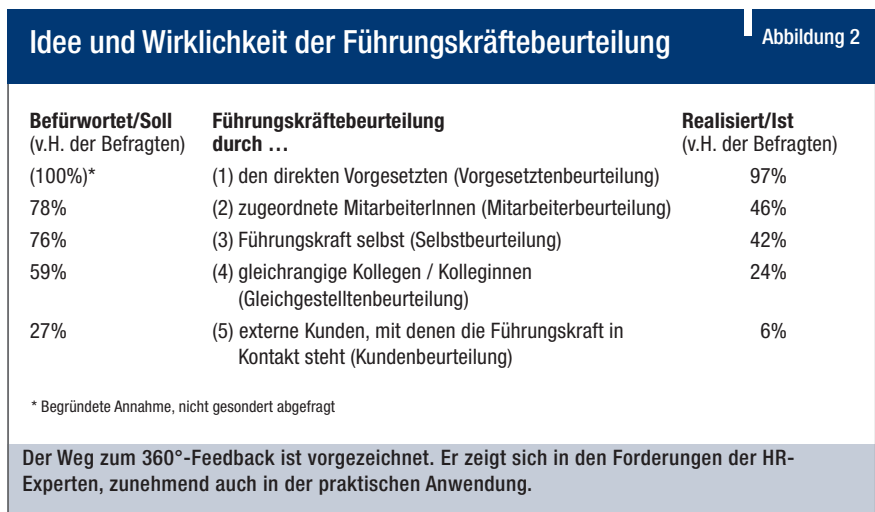 Idee und Wirklichkeit der Führungskräftebeurteilung
Abbildung 2
Befürwortet/Soll Führungskräftebeurteilung Realisiert/Ist
(v.H. der Befragten) durch … (v.H. der Befragten)
(100%)* (1) den direkten Vorgesetzten (Vorgesetztenbeurteilung) 97%
78% (2) zugeordnete MitarbeiterInnen (Mitarbeiterbeurteilung) 46%
76% (3) Führungskraft selbst (Selbstbeurteilung) 42%
59% (4) gleichrangige Kollegen / Kolleginnen 24%
(Gleichgestelltenbeurteilung)
27% (5) externe Kunden, mit denen die Führungskraft in 6%
Kontakt steht (Kundenbeurteilung)
* Begründete Annahme, nicht gesondert abgefragt
Der Weg zum 360°-Feedback ist vorgezeichnet. Er zeigt sich in den Forderungen der HR-
Experten, zunehmend auch in der praktischen Anwendung.